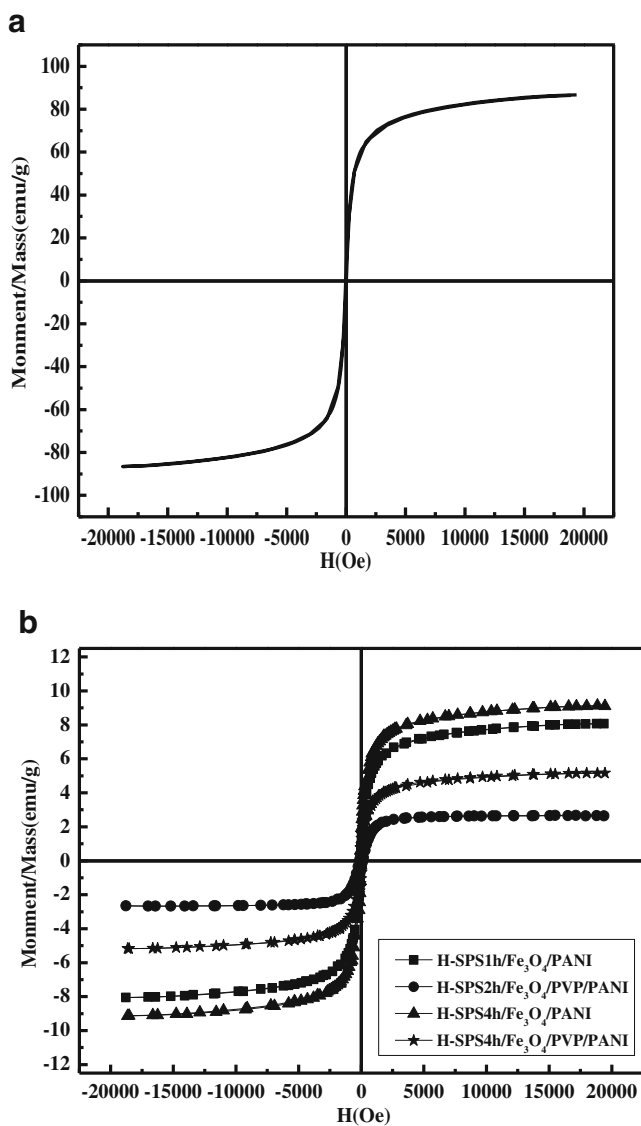 a
100
80
60
40
20
0
-20
-40
-60
-80
-100
Monment/Mass(emu/g)
-20000 -15000 -10000 -5000 0 5000 10000 15000 20000
H(Oe)
b
12
10
8
6
4
2
0
-2
-4
-6
-8
-10
-12
Monment/Mass(emu/g)
H-SPS1h/Fe₃O₄/PANI
H-SPS2h/Fe₃O₄/PVP/PANI
H-SPS4h/Fe₃O₄/PANI
H-SPS4h/Fe₃O₄/PVP/PANI
-20000 -15000 -10000 -5000 0 5000 10000 15000 20000
H(Oe)